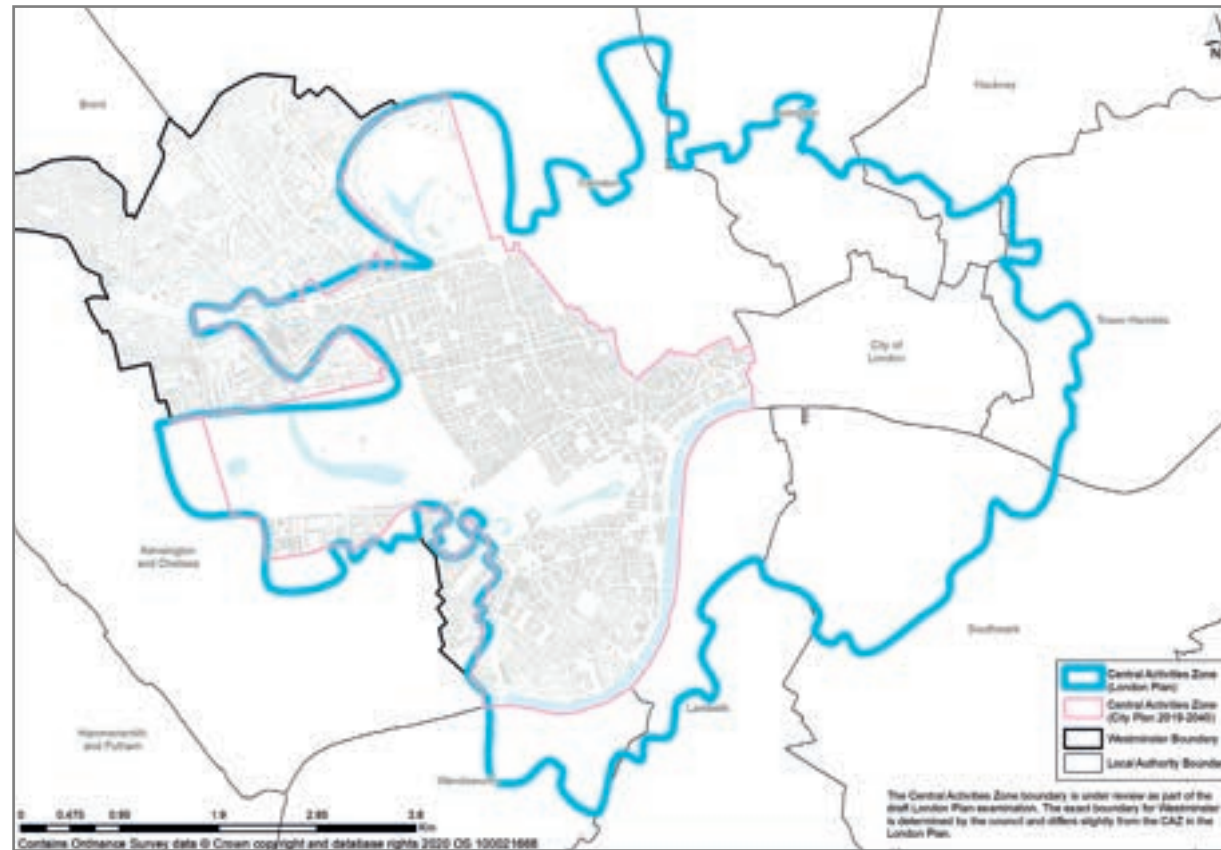 N
Brent
Hackney
Camden
Tower Hamlets
City of
London
Kensington
and Chelsea
Southwark
Lambeth
Hammersmith
and Fulham
Wandsworth
Central Activities Zone
(London Plan)
Central Activities Zone
(City Plan 2019-2040)
Westminster Boundary
Local Authority Bounda
The Central Activities Zone boundary is under review as part of the
draft London Plan examination. The exact boundary for Westminster
is determined by the council and differs slightly from the CAZ in the
London Plan.
0 0.475 0.95 1.9 2.85 3.8
Km
Contains Ordnance Survey data © Crown copyright and database rights 2020 OS 100021668